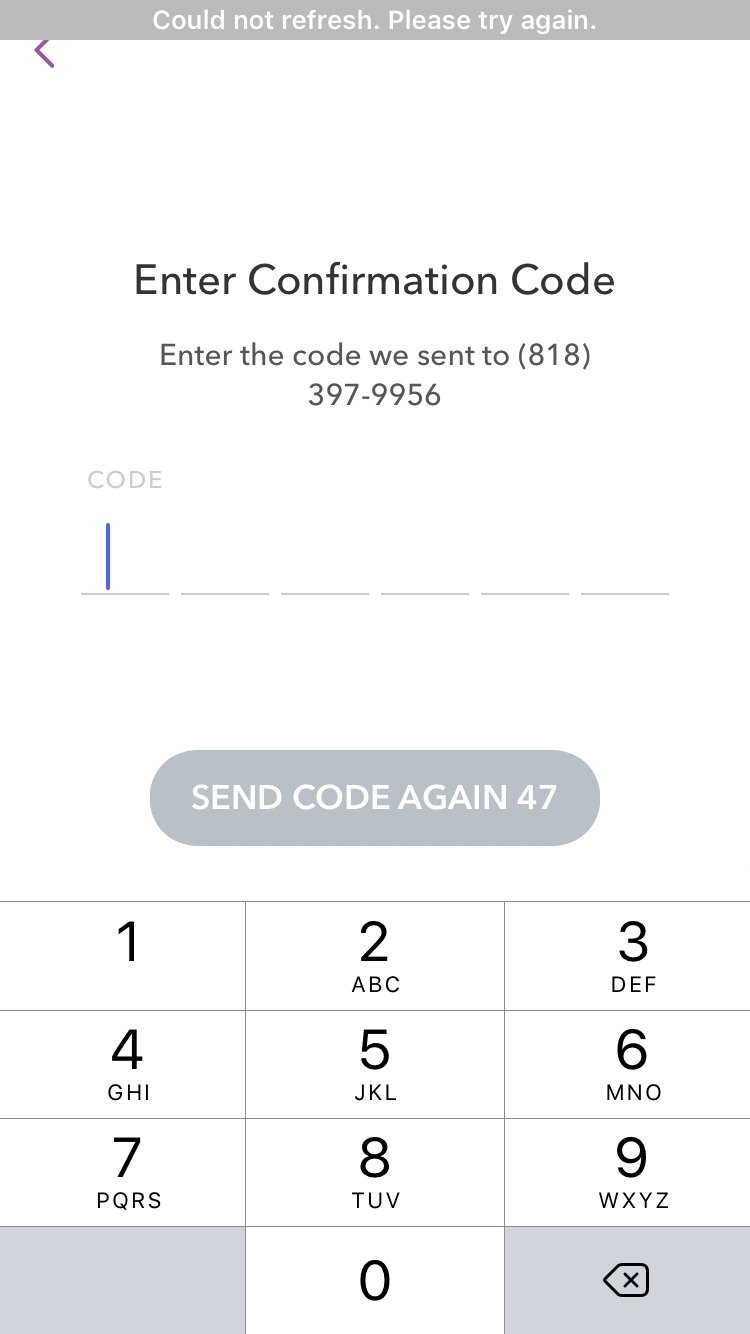 Could not refresh. Please try again.
Enter Confirmation Code
Enter the code we sent to (818)
397-9956
CODE
SEND CODE AGAIN 47
1
2
ABC
3
DEF
4
GHI
5
JKL
6
MNO
7
PQRS
8
TUV
9
WXYZ
0